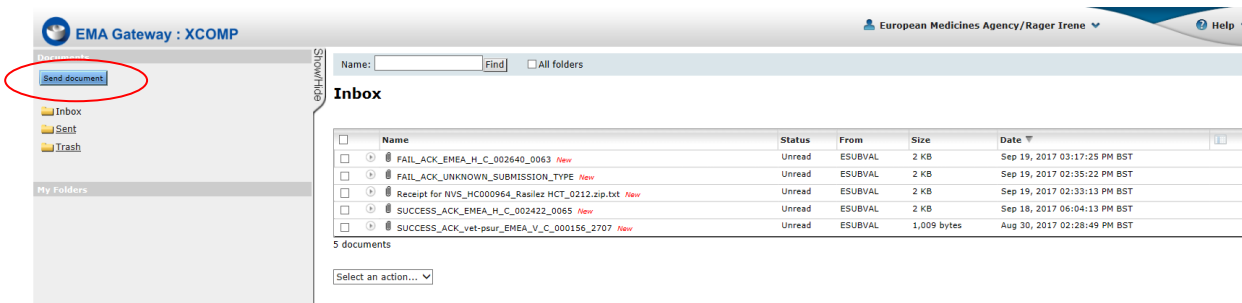 EMA Gateway : XCOMP
European Medicines Agency/Rager Irene
Help
Documents
Send document
Inbox
Sent
Trash
My Folders
Show/Hide
Name: Find All folders
Inbox
Name Status From Size Date
FAIL_ACK_EMEA_H_C_002640_0063 New Unread ESUBVAL 2 KB Sep 19, 2017 03:17:25 PM BST
FAIL_ACK_UNKNOWN_SUBMISSION_TYPE New Unread ESUBVAL 2 KB Sep 19, 2017 02:35:22 PM BST
Receipt for NVS_HC000964_Rasilez HCT_0212.zip.txt New Unread ESUBVAL 2 KB Sep 19, 2017 02:33:13 PM BST
SUCCESS_ACK_EMEA_H_C_002422_0065 New Unread ESUBVAL 2 KB Sep 18, 2017 06:04:13 PM BST
SUCCESS_ACK_vet-psur_EMEA_V_C_000156_2707 New Unread ESUBVAL 1,009 bytes Aug 30, 2017 02:28:49 PM BST
5 documents
Select an action...